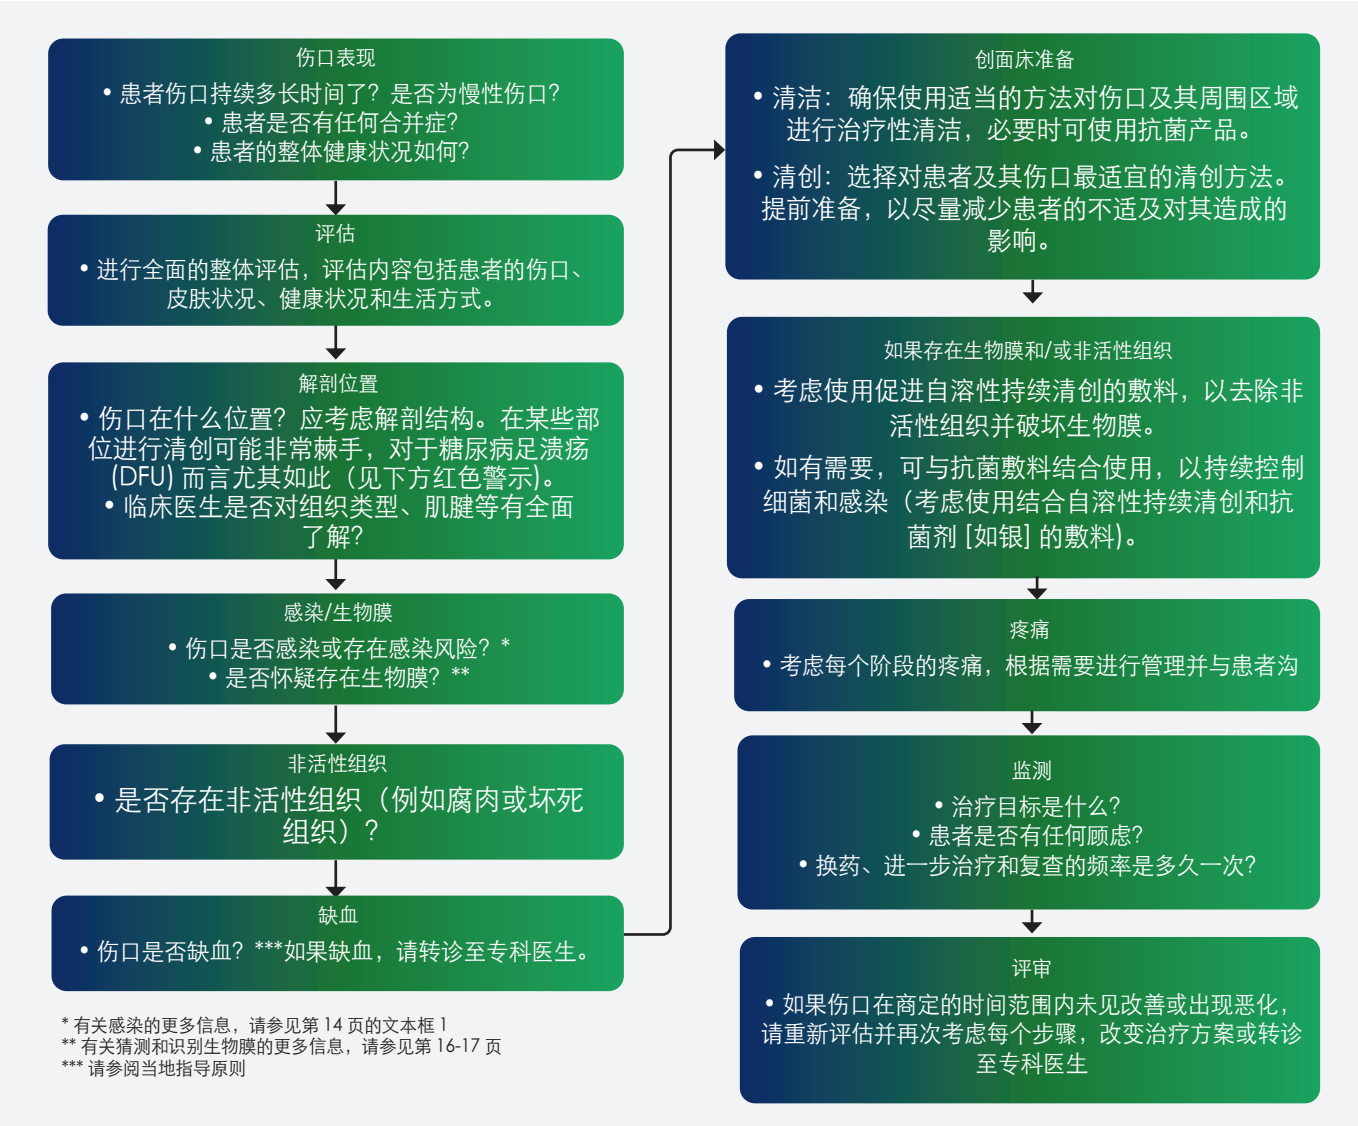 伤口表现
• 患者伤口持续多长时间了？是否为慢性伤口？
• 患者是否有任何合并症？
• 患者的整体健康状况如何？
评估
• 进行全面的整体评估，评估内容包括患者的伤口、
皮肤状况、健康状况和生活方式。
解剖位置
• 伤口在什么位置？应考虑解剖结构。在某些部
位进行清创可能非常棘手，对于糖尿病足溃疡
(DFU) 而言尤其如此（见下方红色警示)。
• 临床医生是否对组织类型、肌腱等有全面
了解？
感染/生物膜
• 伤口是否感染或存在感染风险？*
• 是否怀疑存在生物膜？**
非活性组织
• 是否存在非活性组织（例如腐肉或坏死
组织）？
缺血
• 伤口是否缺血？***如果缺血，请转诊至专科医生。
* 有关感染的更多信息，请参见第 14 页的文本框 1
** 有关猜测和识别生物膜的更多信息，请参见第 16-17 页
*** 请参阅当地指导原则
创面床准备
• 清洁：确保使用适当的方法对伤口及其周围区域
进行治疗性清洁，必要时可使用抗菌产品。
• 清创：选择对患者及其伤口最适宜的清创方法。
提前准备，以尽量减少患者的不适及对其造成的
影响。
如果存在生物膜和/或非活性组织
• 考虑使用促进自溶性持续清创的敷料，以去除非
活性组织并破坏生物膜。
• 如有需要，可与抗菌敷料结合使用，以持续控制
细菌和感染（考虑使用结合自溶性持续清创和抗
菌剂 [如银] 的敷料)。
疼痛
• 考虑每个阶段的疼痛，根据需要进行管理并与患者沟
监测
• 治疗目标是什么？
• 患者是否有任何顾虑？
• 换药、进一步治疗和复查的频率是多久一次？
评审
• 如果伤口在商定的时间范围内未见改善或出现恶化，
请重新评估并再次考虑每个步骤，改变治疗方案或转诊
至专科医生